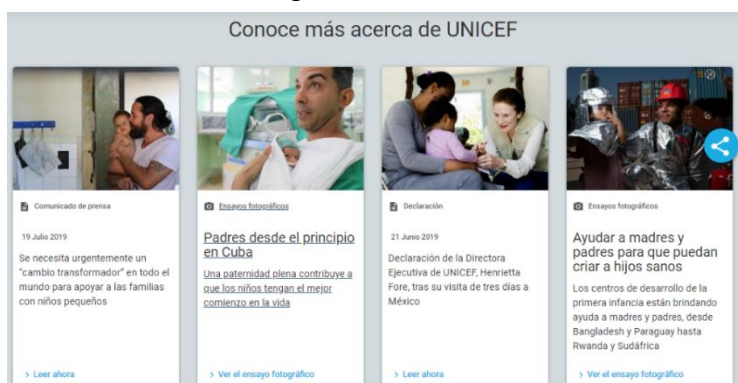 Conoce más acerca de UNICEF
Comunicado de prensa
19 Julio 2019
Se necesita urgentemente un
"cambio transformador" en todo el
mundo para apoyar a las familias
con niños pequeños
> Leer ahora
Ensayos fotográficos
Padres desde el principio
en Cuba
Una paternidad plena contribuye a
que los niños tengan el mejor
comienzo en la vida
> Ver el ensayo fotográfico
Declaración
21 Junio 2019
Declaración de la Directora
Ejecutiva de UNICEF, Henrietta
Fore, tras su visita de tres días a
México
> Leer ahora
Ensayos fotográficos
Ayudar a madres y
padres para que puedan
criar a hijos sanos
Los centros de desarrollo de la
primera infancia están brindando
ayuda a madres y padres, desde
Bangladesh y Paraguay hasta
Rwanda y Sudáfrica
> Ver el ensayo fotográfico